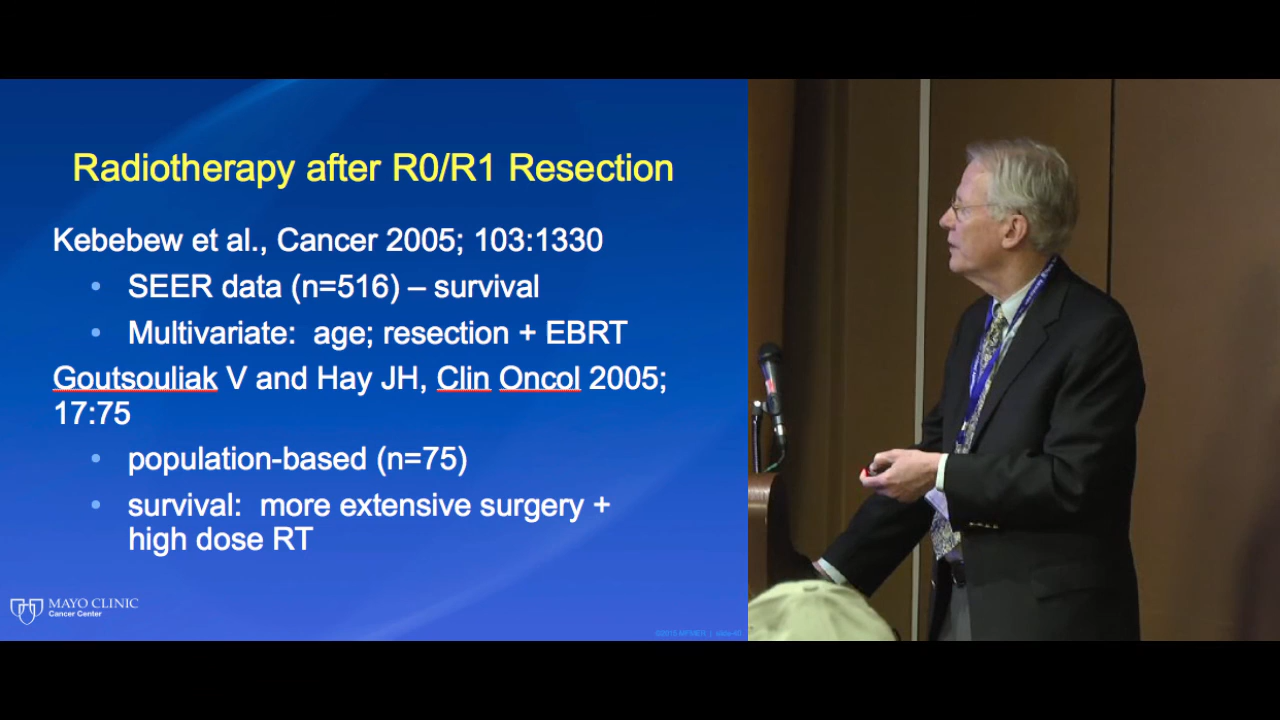 Radiotherapy after R0/R1 Resection
Kebebew et al., Cancer 2005; 103:1330
• SEER data (n=516) – survival
• Multivariate: age; resection + EBRT
Goutsouliak V and Hay JH, Clin Oncol 2005;
17:75
• population-based (n=75)
• survival: more extensive surgery +
high dose RT
MAYO CLINIC
Cancer Center
©2015 MFMER |